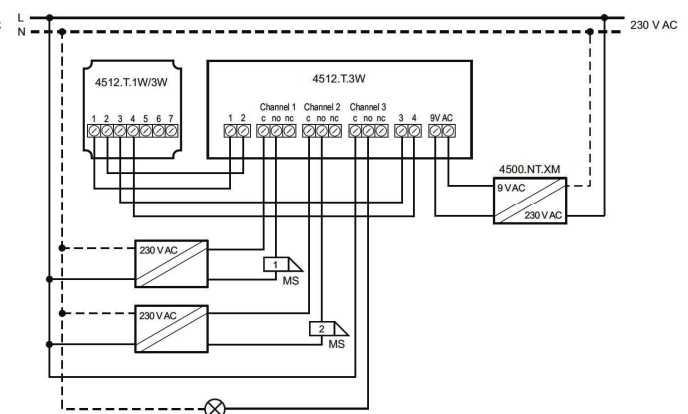 L
N
230 V AC
4512.T.1W/3W
1 2 3 4 5 6 7
4512.T.3W
Channel 1 Channel 2 Channel 3
1 2 c no nc c no nc c no nc 3 4 9V AC
4500.NT.XM
9 VAC
230 V AC
230 V AC
1
MS
230 V AC
2
MS